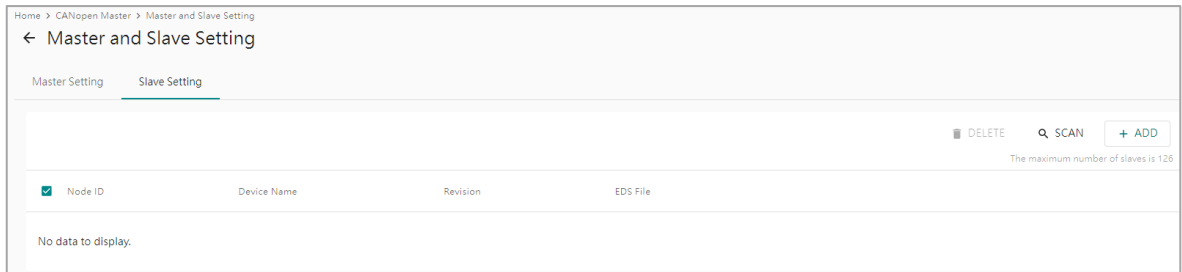 Home > CANopen Master > Master and Slave Setting
← Master and Slave Setting
Master Setting Slave Setting
DELETE SCAN + ADD
The maximum number of slaves is 126
Node ID Device Name Revision EDS File
No data to display.